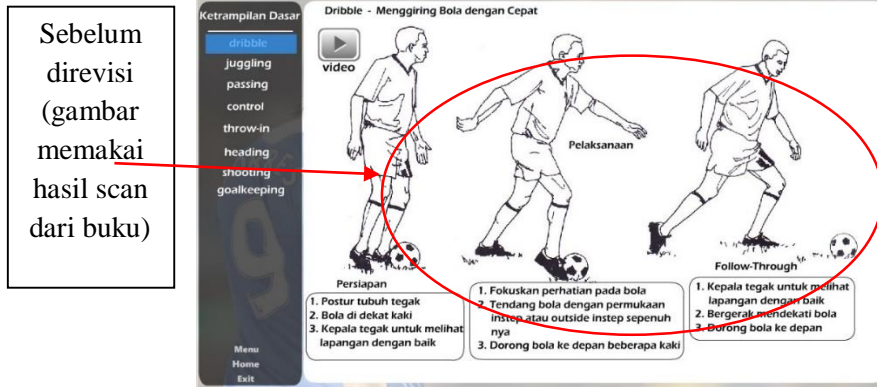 Sebelum
direvisi
(gambar
memakai
hasil scan
dari buku)
Ketrampilan Dasar
dribble
juggling
passing
control
throw-in
heading
shooting
goalkeeping
Menu
Home
Exit
Dribble - Menggiring Bola dengan Cepat
video
Persiapan
1. Postur tubuh tegak
2. Bola di dekat kaki
3. Kepala tegak untuk melihat
lapangan dengan baik
Pelaksanaan
1. Fokuskan perhatian pada bola
2. Tendang bola dengan permukaan
instep atau outside instep sepenuh
nya
3. Dorong bola ke depan beberapa kaki
Follow-Through
1. Kepala tegak untuk melihat
lapangan dengan baik
2. Bergerak mendekati bola
3. Dorong bola ke depan
9